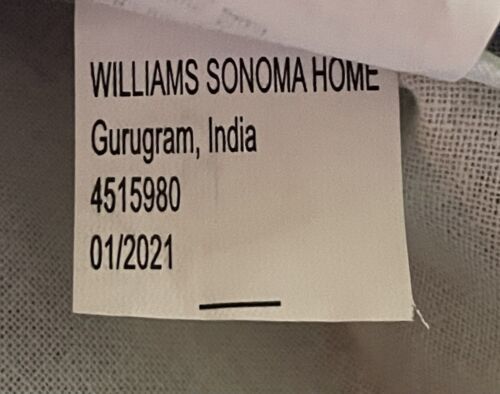 WILLIAMS SONOMA HOME
Gurugram, India
4515980
01/2021